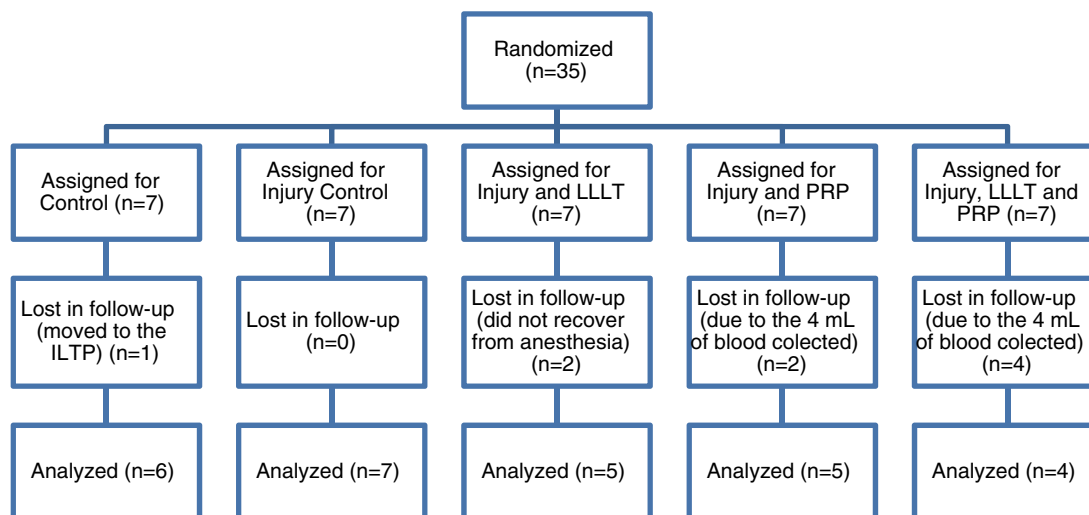 Randomized
(n=35)
Assigned for
Control (n=7)
Assigned for
Injury Control
(n=7)
Assigned for
Injury and LLLT
(n=7)
Assigned for
Injury and PRP
(n=7)
Assigned for
Injury, LLLT and
PRP (n=7)
Lost in follow-up
(moved to the
ILTP) (n=1)
Lost in follow-up
(n=0)
Lost in follow-up
(did not recover
from anesthesia)
(n=2)
Lost in follow-up
(due to the 4 mL
of blood colected)
(n=2)
Lost in follow-up
(due to the 4 mL
of blood colected)
(n=4)
Analyzed (n=6)
Analyzed (n=7)
Analyzed (n=5)
Analyzed (n=5)
Analyzed (n=4)